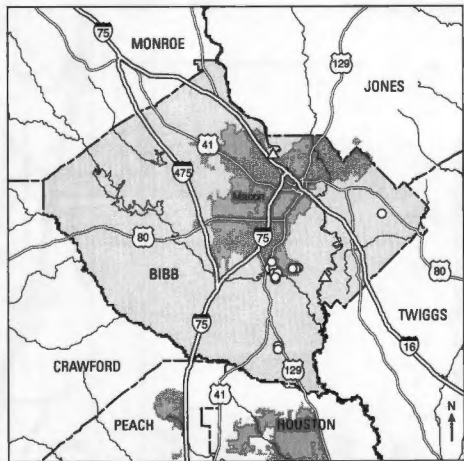 75
MONROE
129
JONES
41
475
Macon
80
75
BIBB
80
TWIGGS
75
16
CRAWFORD
129
41
N
PEACH
HOUSTON